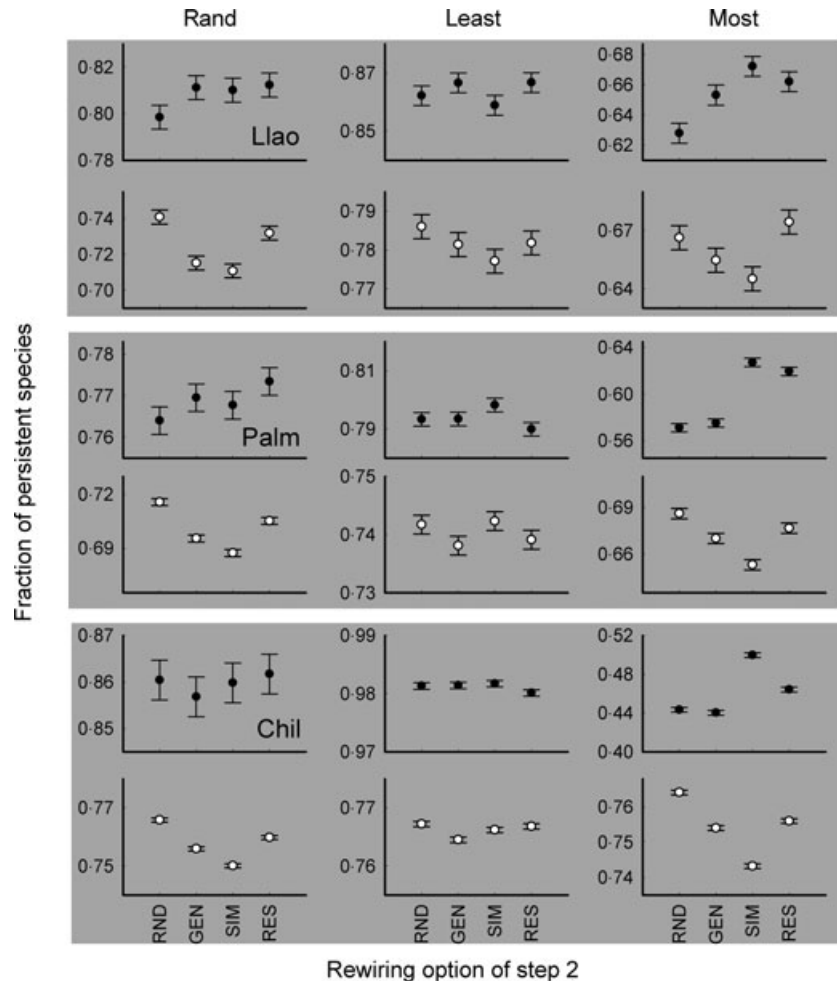 Rand Least Most
0·82 0·87 0·68
0·80 0·85 0·66
0·78 0·64
0·62
Llao
0·74 0·79 0·67
0·72 0·78 0·64
0·70 0·77
Fraction of persistent species
0·78 0·81 0·64
0·77 0·79 0·60
0·76 0·56
Palm
0·72 0·75 0·69
0·69 0·74 0·66
0·73
0·87 0·99 0·52
0·86 0·98 0·48
0·85 0·97 0·44
0·40
Chil
0·77 0·77 0·76
0·75 0·76 0·75
0·74
RND GEN SIM RES RND GEN SIM RES RND GEN SIM RES
Rewiring option of step 2